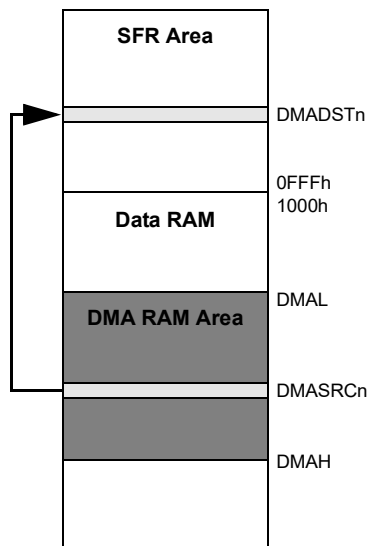 SFR Area
DMADSTn
0FFFh
1000h
Data RAM
DMAL
DMA RAM Area
DMASRCn
DMAH